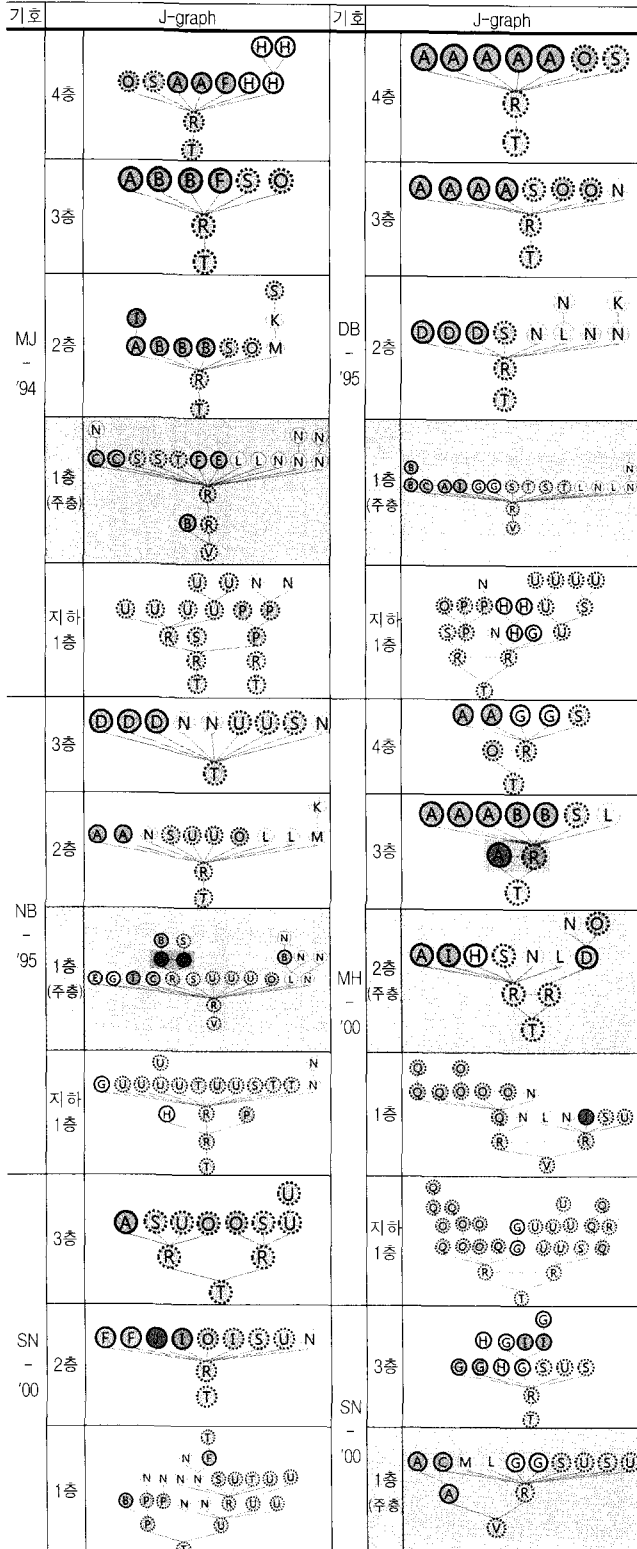 기호 J-graph 기호 J-graph
MJ - '94
4층
H H
O S A A F H H
R
T
3층
A B B F S O
R
T
2층
S
I K
A B B B S O M
R
T
1층 (주층)
N N N
C C S S T F E L L N N N
R
B R
V
지하 1층
U U N N
U U U U P P
R S P
R R
T T
NB - '95
3층
D D D N N U U S N
T
2층
K
A A N S U U O L L M
R
T
1층 (주층)
B S N
B N N
E G I C R S U U U O L N
R
V
지하 1층
U N
G U U U U T U U S T T N
H R P
R
T
SN - '00
3층
U
A S U O O S U
R R
T
2층
F F I O I S U N
R
T
1층
T
N F
N N N N S U T U U
B P P N N R U U
P U
T
DB - '95
4층
A A A A A O S
R
T
3층
A A A A S O O N
R
T
2층
N K
D D D S N L N N
R
T
1층 (주층
B N
B C A I G G S T S T L N L N
R
V
지하 1층
N U U U U
O P P H H U S
S P N H G U
R R
T
MH - '00
4층
A A G G S
O R
T
3층
A A A B B S L
A R
T
2층 (주층
N O
A I H S N L D
R R
T
1층
Q O
Q Q O O O N
Q N L N S U
R R
V
지하 1층
Q
Q Q U Q
O O O G U U U Q R
Q O O Q G U U S Q
R R
T
SN - '00
3층
G
H G I I
G G H G S U S
R
T
1층 (주층
A C M L G G S U S U
A R
V